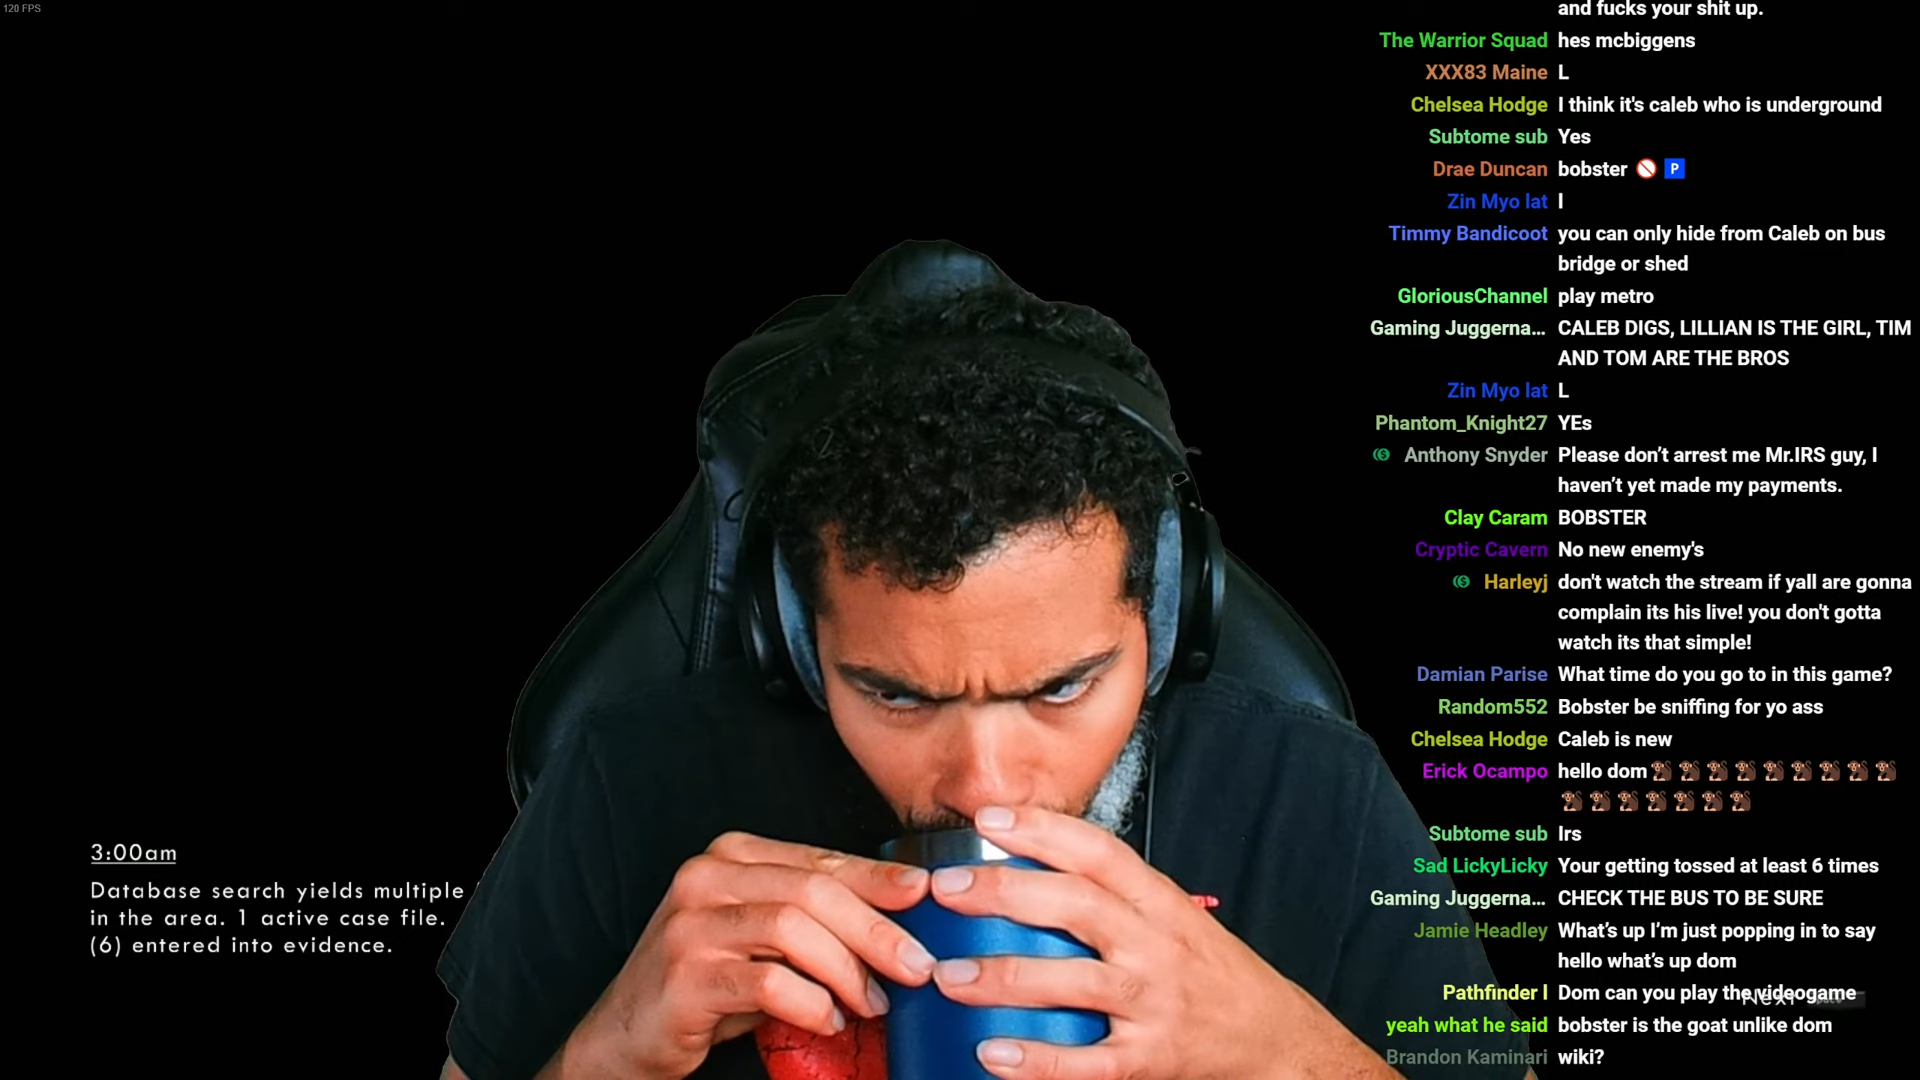 120 FPS
and fucks your shit up.
The Warrior Squad hes mcbiggens
XXX83 Maine L
Chelsea Hodge I think it's caleb who is underground
Subtome sub Yes
Drae Duncan bobster 🚫 🅿️
Zin Myo lat l
Timmy Bandicoot you can only hide from Caleb on bus
bridge or shed
GloriousChannel play metro
Gaming Juggerna... CALEB DIGS, LILLIAN IS THE GIRL, TIM
AND TOM ARE THE BROS
Zin Myo lat L
Phantom_Knight27 YEs
Anthony Snyder Please don’t arrest me Mr.IRS guy, I
haven’t yet made my payments.
Clay Caram BOBSTER
Cryptic Cavern No new enemy's
Harleyj don't watch the stream if yall are gonna
complain its his live! you don't gotta
watch its that simple!
Damian Parise What time do you go to in this game?
Random552 Bobster be sniffing for yo ass
Chelsea Hodge Caleb is new
Erick Ocampo hello dom 🐒🐒🐒🐒🐒🐒🐒🐒🐒
🐒🐒🐒🐒🐒🐒🐒
Subtome sub Irs
Sad LickyLicky Your getting tossed at least 6 times
Gaming Juggerna... CHECK THE BUS TO BE SURE
Jamie Headley What’s up I’m just popping in to say
hello what’s up dom
Pathfinder l Dom can you play the videogame
yeah what he said bobster is the goat unlike dom
Brandon Kaminari wiki?
3:00am
Database search yields multiple
in the area. 1 active case file.
(6) entered into evidence.
Next